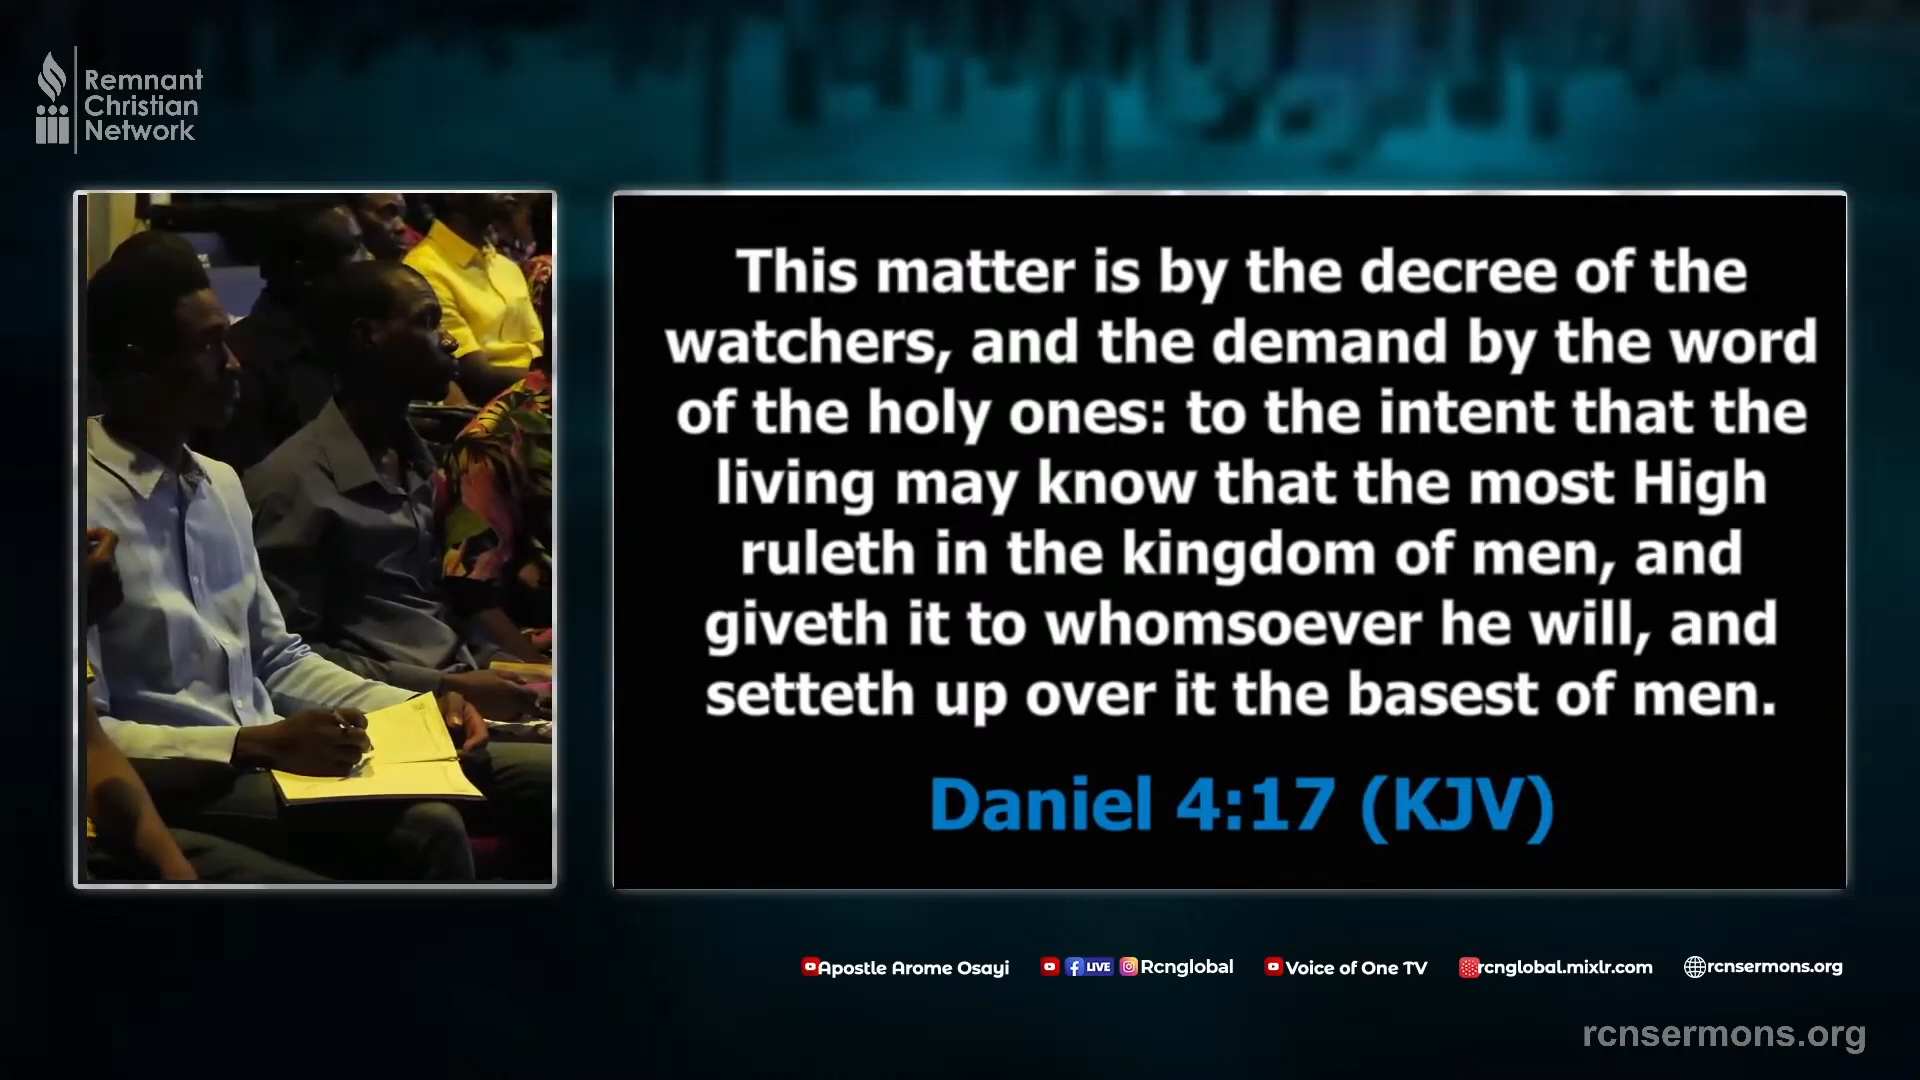 Remnant
Christian
Network
This matter is by the decree of the
watchers, and the demand by the word
of the holy ones: to the intent that the
living may know that the most High
ruleth in the kingdom of men, and
giveth it to whomsoever he will, and
setteth up over it the basest of men.
Daniel 4:17 (KJV)
Apostle Arome Osayi LIVE Rcnglobal Voice of One TV rcnglobal.mixlr.com rcnsermons.org
rcnsermons.org